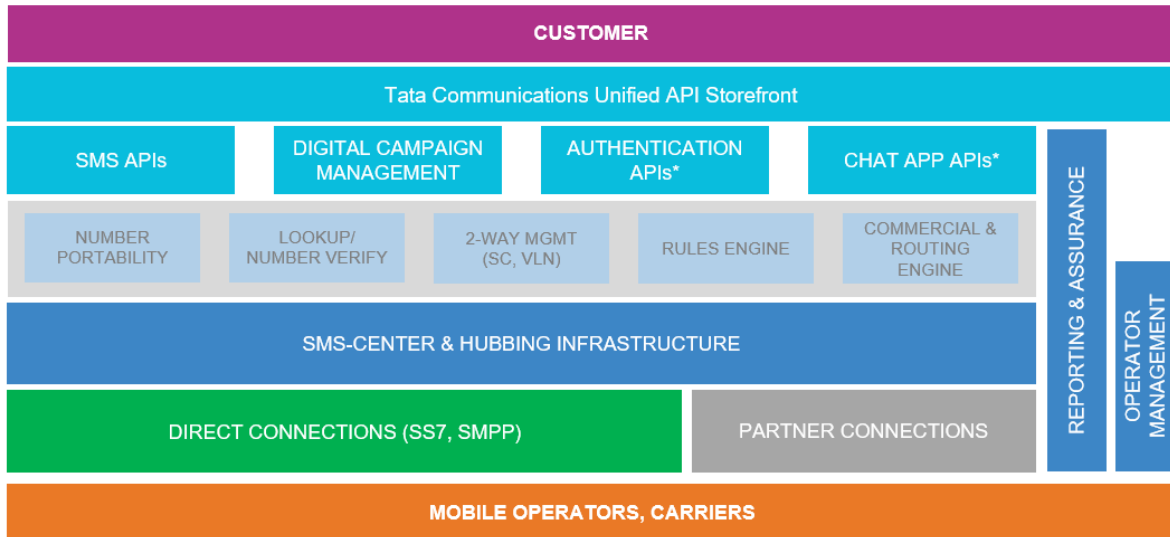 CUSTOMER
Tata Communications Unified API Storefront
SMS APIs
DIGITAL CAMPAIGN
MANAGEMENT
AUTHENTICATION
APIs*
CHAT APP APIs*
NUMBER
PORTABILITY
LOOKUP/
NUMBER VERIFY
2-WAY MGMT
(SC, VLN)
RULES ENGINE
COMMERCIAL &
ROUTING
ENGINE
SMS-CENTER & HUBBING INFRASTRUCTURE
DIRECT CONNECTIONS (SS7, SMPP)
PARTNER CONNECTIONS
REPORTING & ASSURANCE
OPERATOR
MANAGEMENT
MOBILE OPERATORS, CARRIERS